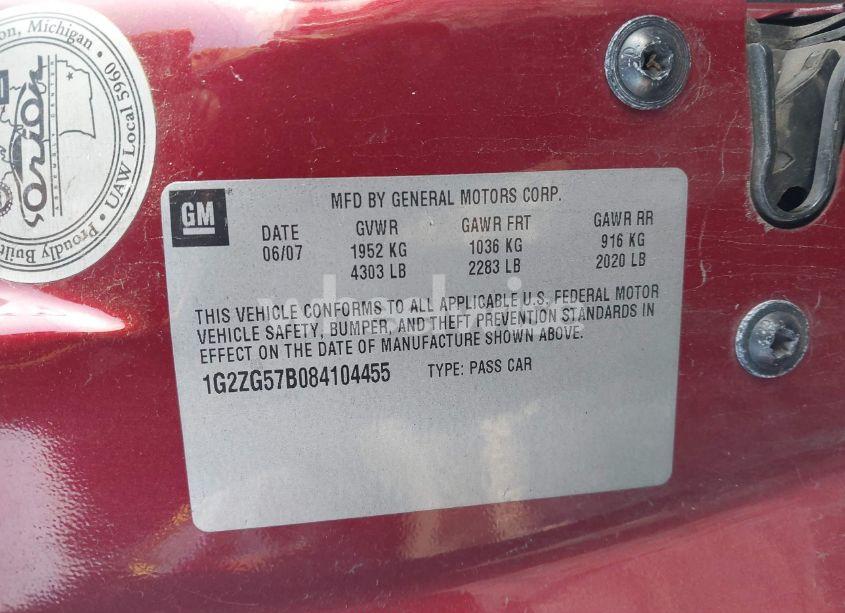 ion, Michigan
orion
UAW Local 5960
Proudly Built
GM
MFD BY GENERAL MOTORS CORP.
DATE GVWR GAWR FRT GAWR RR
06/07 1952 KG 1036 KG 916 KG
4303 LB 2283 LB 2020 LB
THIS VEHICLE CONFORMS TO ALL APPLICABLE U.S. FEDERAL MOTOR
VEHICLE SAFETY, BUMPER, AND THEFT PREVENTION STANDARDS IN
EFFECT ON THE DATE OF MANUFACTURE SHOWN ABOVE.
1G2ZG57B084104455 TYPE: PASS CAR